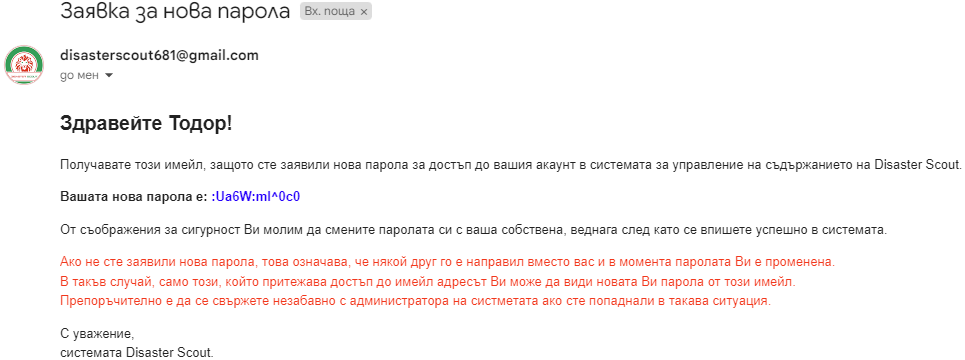 Заявка за нова парола Вх. поща ×
disasterscout681@gmail.com
до мен
Здравейте Тодор!
Получавате този имейл, защото сте заявили нова парола за достъп до вашия акаунт в системата за управление на съдържанието на Disaster Scout.
Вашата нова парола е: :Ua6W:ml^0c0
От съображения за сигурност Ви молим да смените паролата си с ваша собствена, веднага след като се впишете успешно в системата.
Ако не сте заявили нова парола, това означава, че някой друг го е направил вместо вас и в момента паролата Ви е променена.
В такъв случай, само този, който притежава достъп до имейл адресът Ви може да види новата Ви парола от този имейл.
Препоръчително е да се свържете незабавно с администратора на систметата ако сте попаднали в такава ситуация.
С уважение,
системата Disaster Scout.